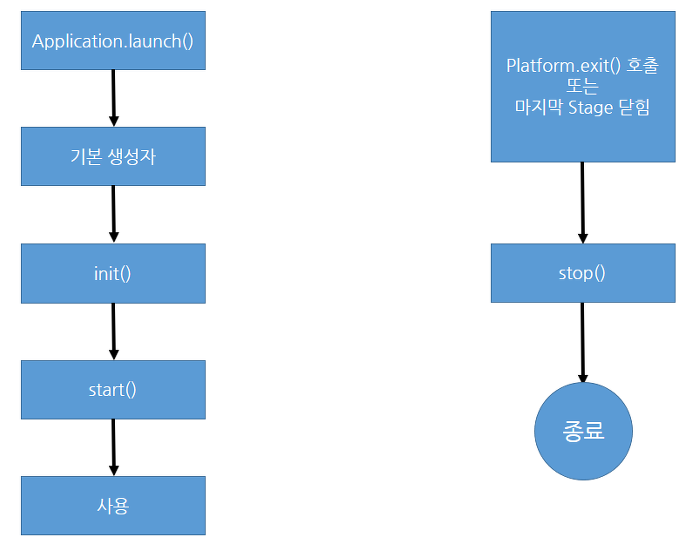 Application.launch()
기본 생성자
init()
start()
사용
Platform.exit() 호출
또는
마지막 Stage 닫힘
stop()
종료